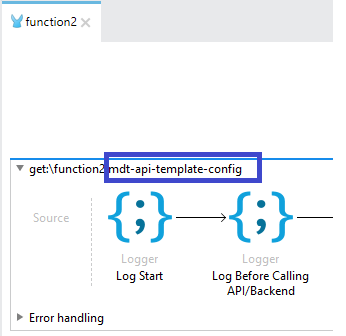 function2
get:\function2:mdt-api-template-config
Source
{;}
{;}
Logger
Logger
Log Start
Log Before Calling
API/Backend
Error handling